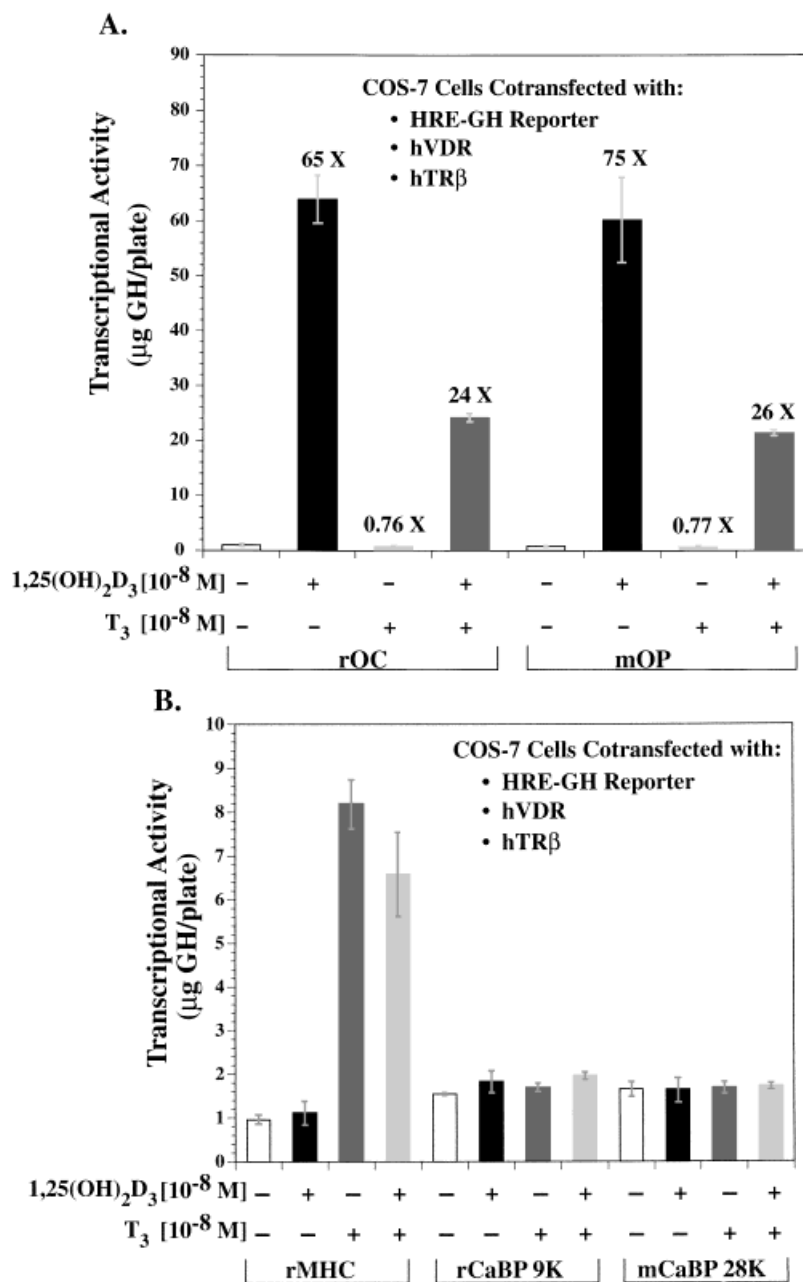 A.
90
80
70
60
50
40
30
20
10
0
Transcriptional Activity
(µg GH/plate)
COS-7 Cells Cotransfected with:
• HRE-GH Reporter
• hVDR
• hTRβ
65 X
75 X
24 X
26 X
0.76 X
0.77 X
1,25(OH)2D3[10-8 M] – + – + – + – +
T3 [10-8 M] – – + + – – + +
rOC mOP
B.
10
9
8
7
6
5
4
3
2
1
0
Transcriptional Activity
(µg GH/plate)
COS-7 Cells Cotransfected with:
• HRE-GH Reporter
• hVDR
• hTRβ
1,25(OH)2D3[10-8 M] – + – + – + – + – + – +
T3 [10-8 M] – – + + – – + + – – + +
rMHC rCaBP 9K mCaBP 28K